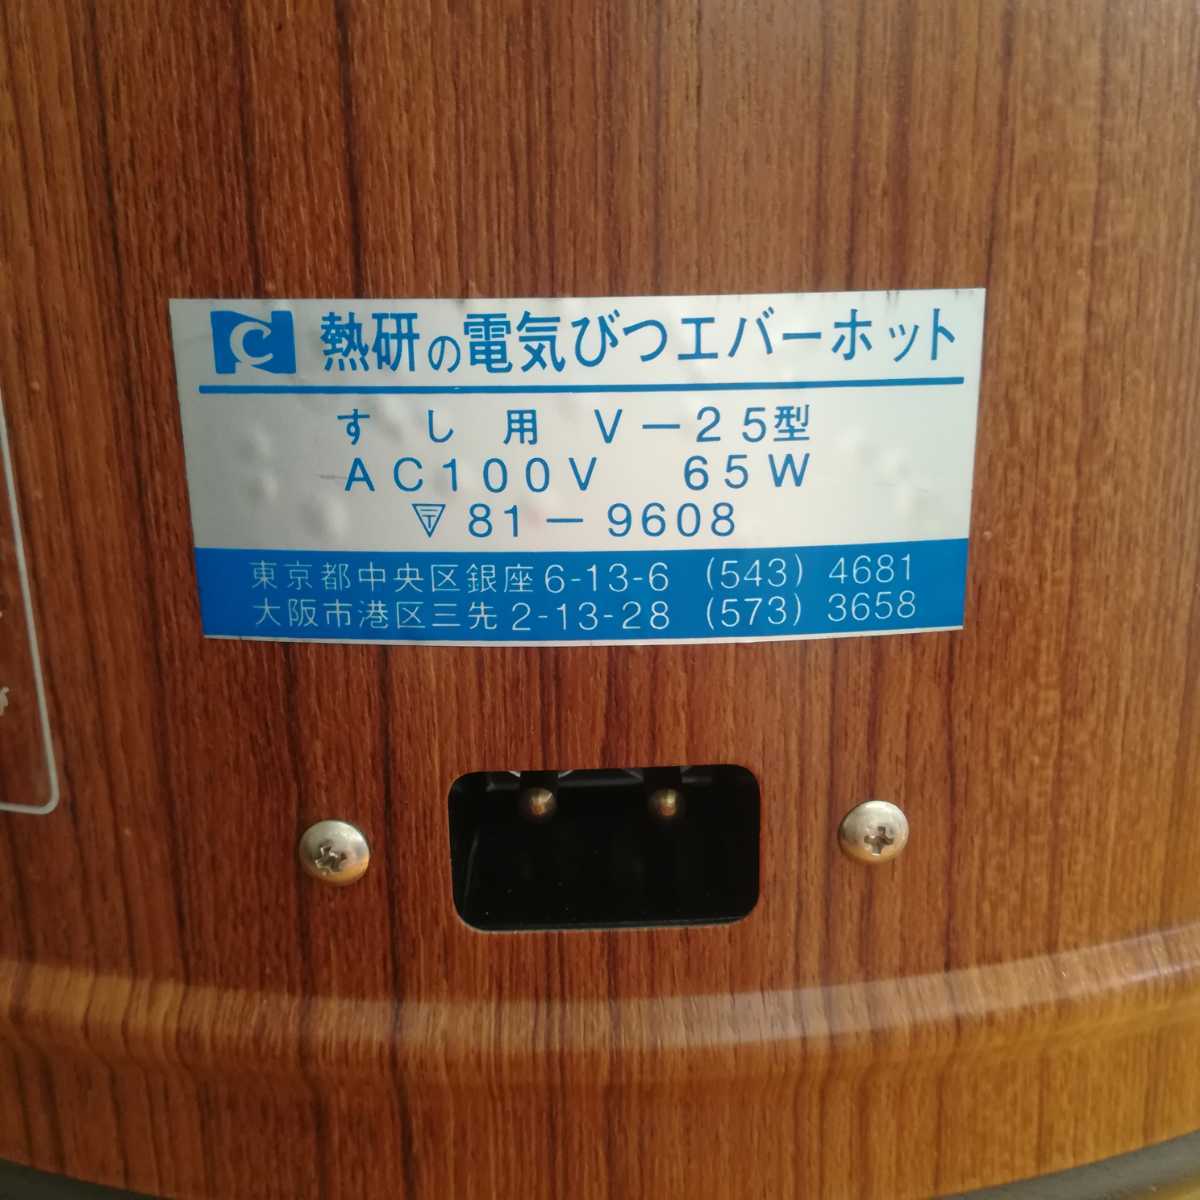 熱研の電気びつエバーホット
すし用 V-25型
AC100V 65W
〒81-9608
東京都中央区銀座6-13-6 (543) 4681
大阪市港区三先2-13-28 (573) 3658